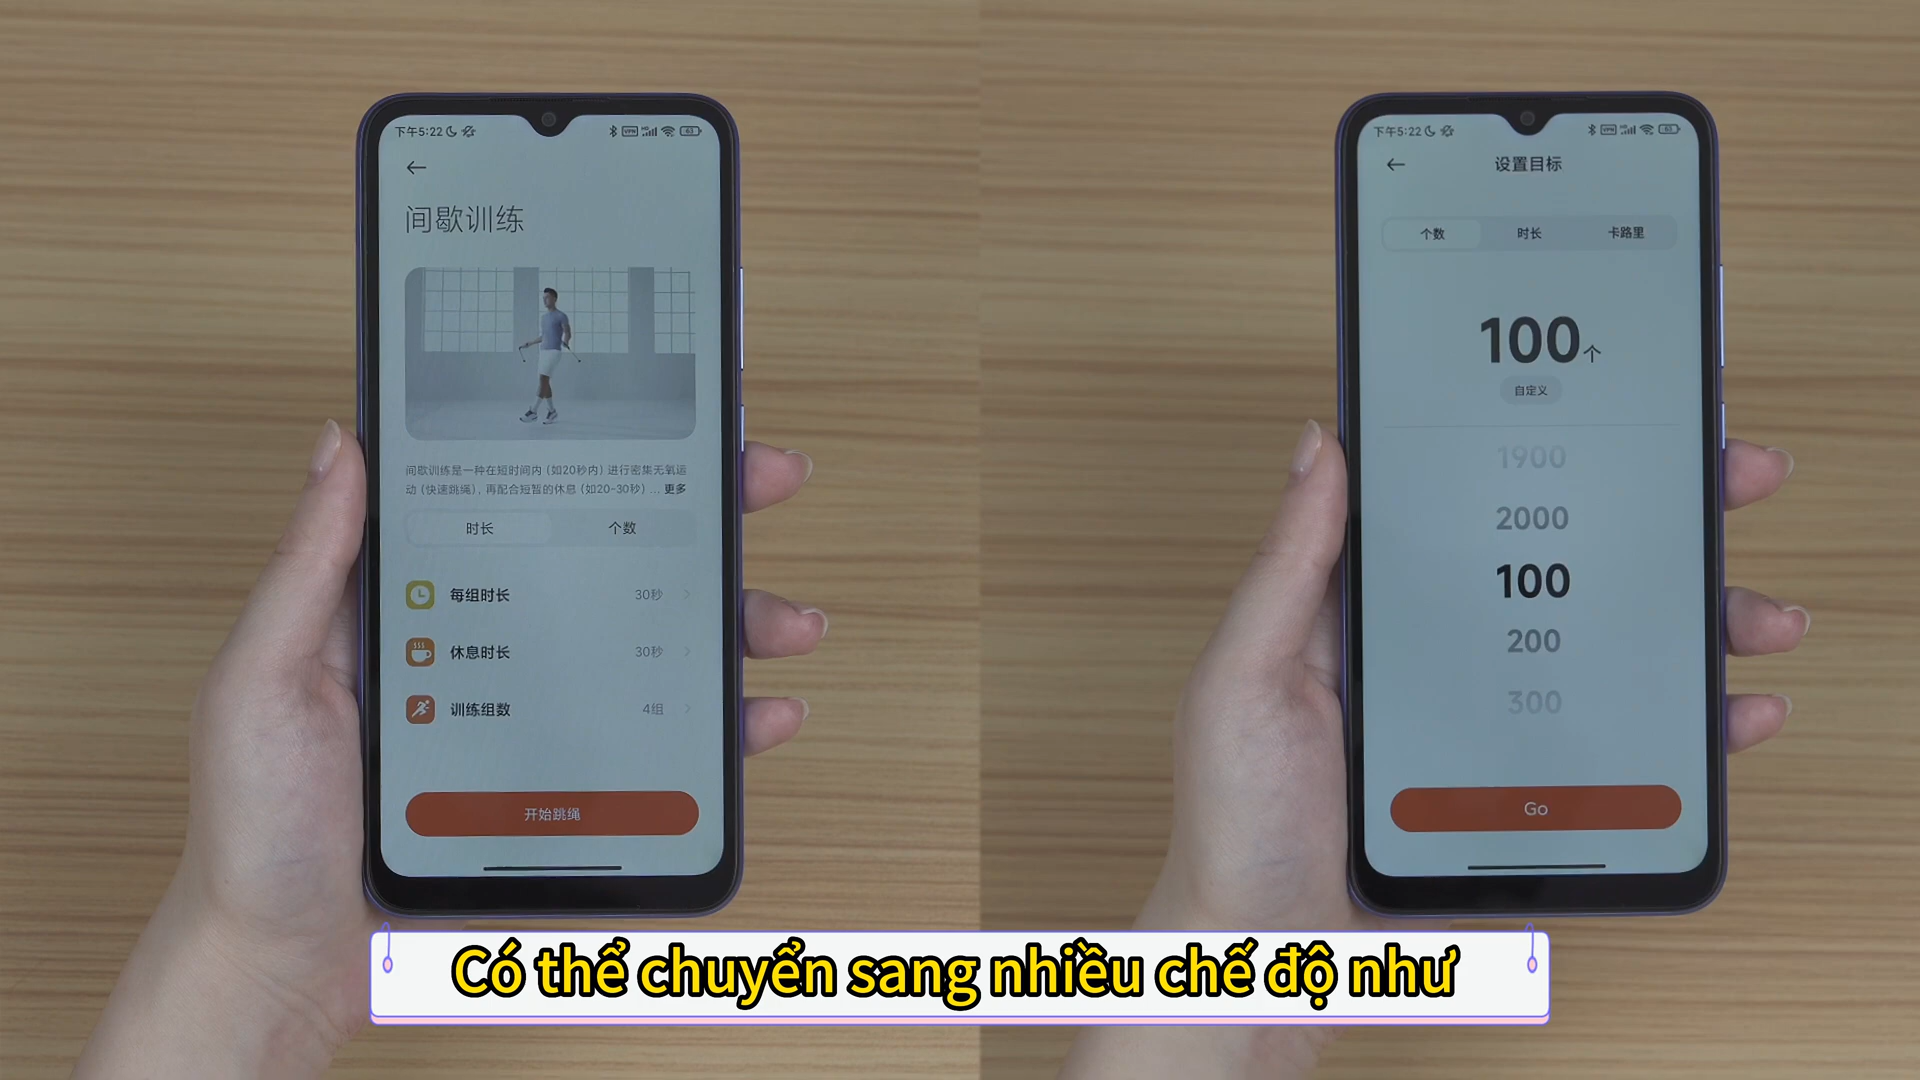 下午5:22
VPN
63
间歇训练
间歇训练是一种在短时间内（如20秒内）进行密集无氧运
动（快速跳绳），再配合短暂的休息（如20-30秒）... 更多
时长 个数
每组时长 30秒
休息时长 30秒
训练组数 4组
开始跳绳
下午5:22
VPN
63
设置目标
个数 时长 卡路里
100个
自定义
1900
2000
100
200
300
Go
Có thể chuyển sang nhiều chế độ như